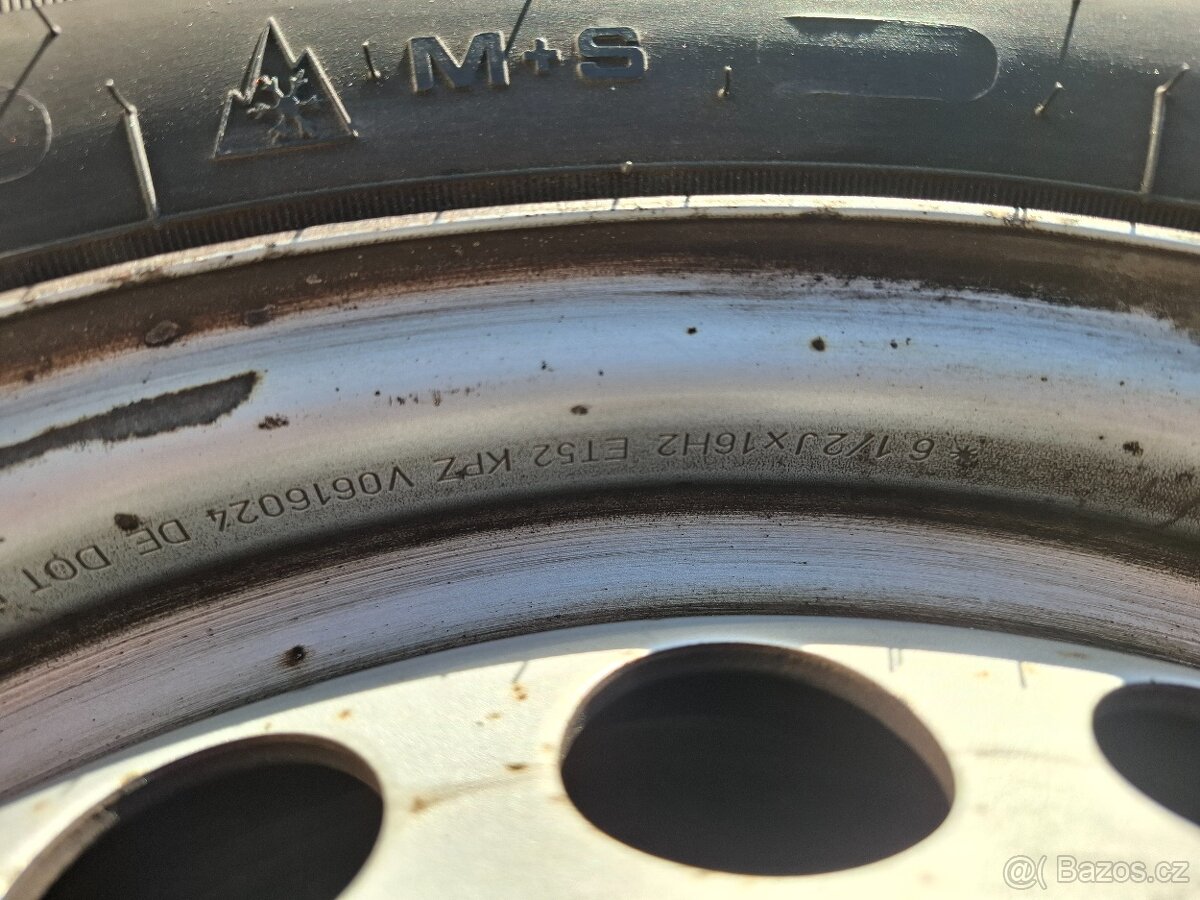 M+S
6 1/2Jx16H2 ET52 KPZ V0616024 DE DOT
@( Bazos.cz